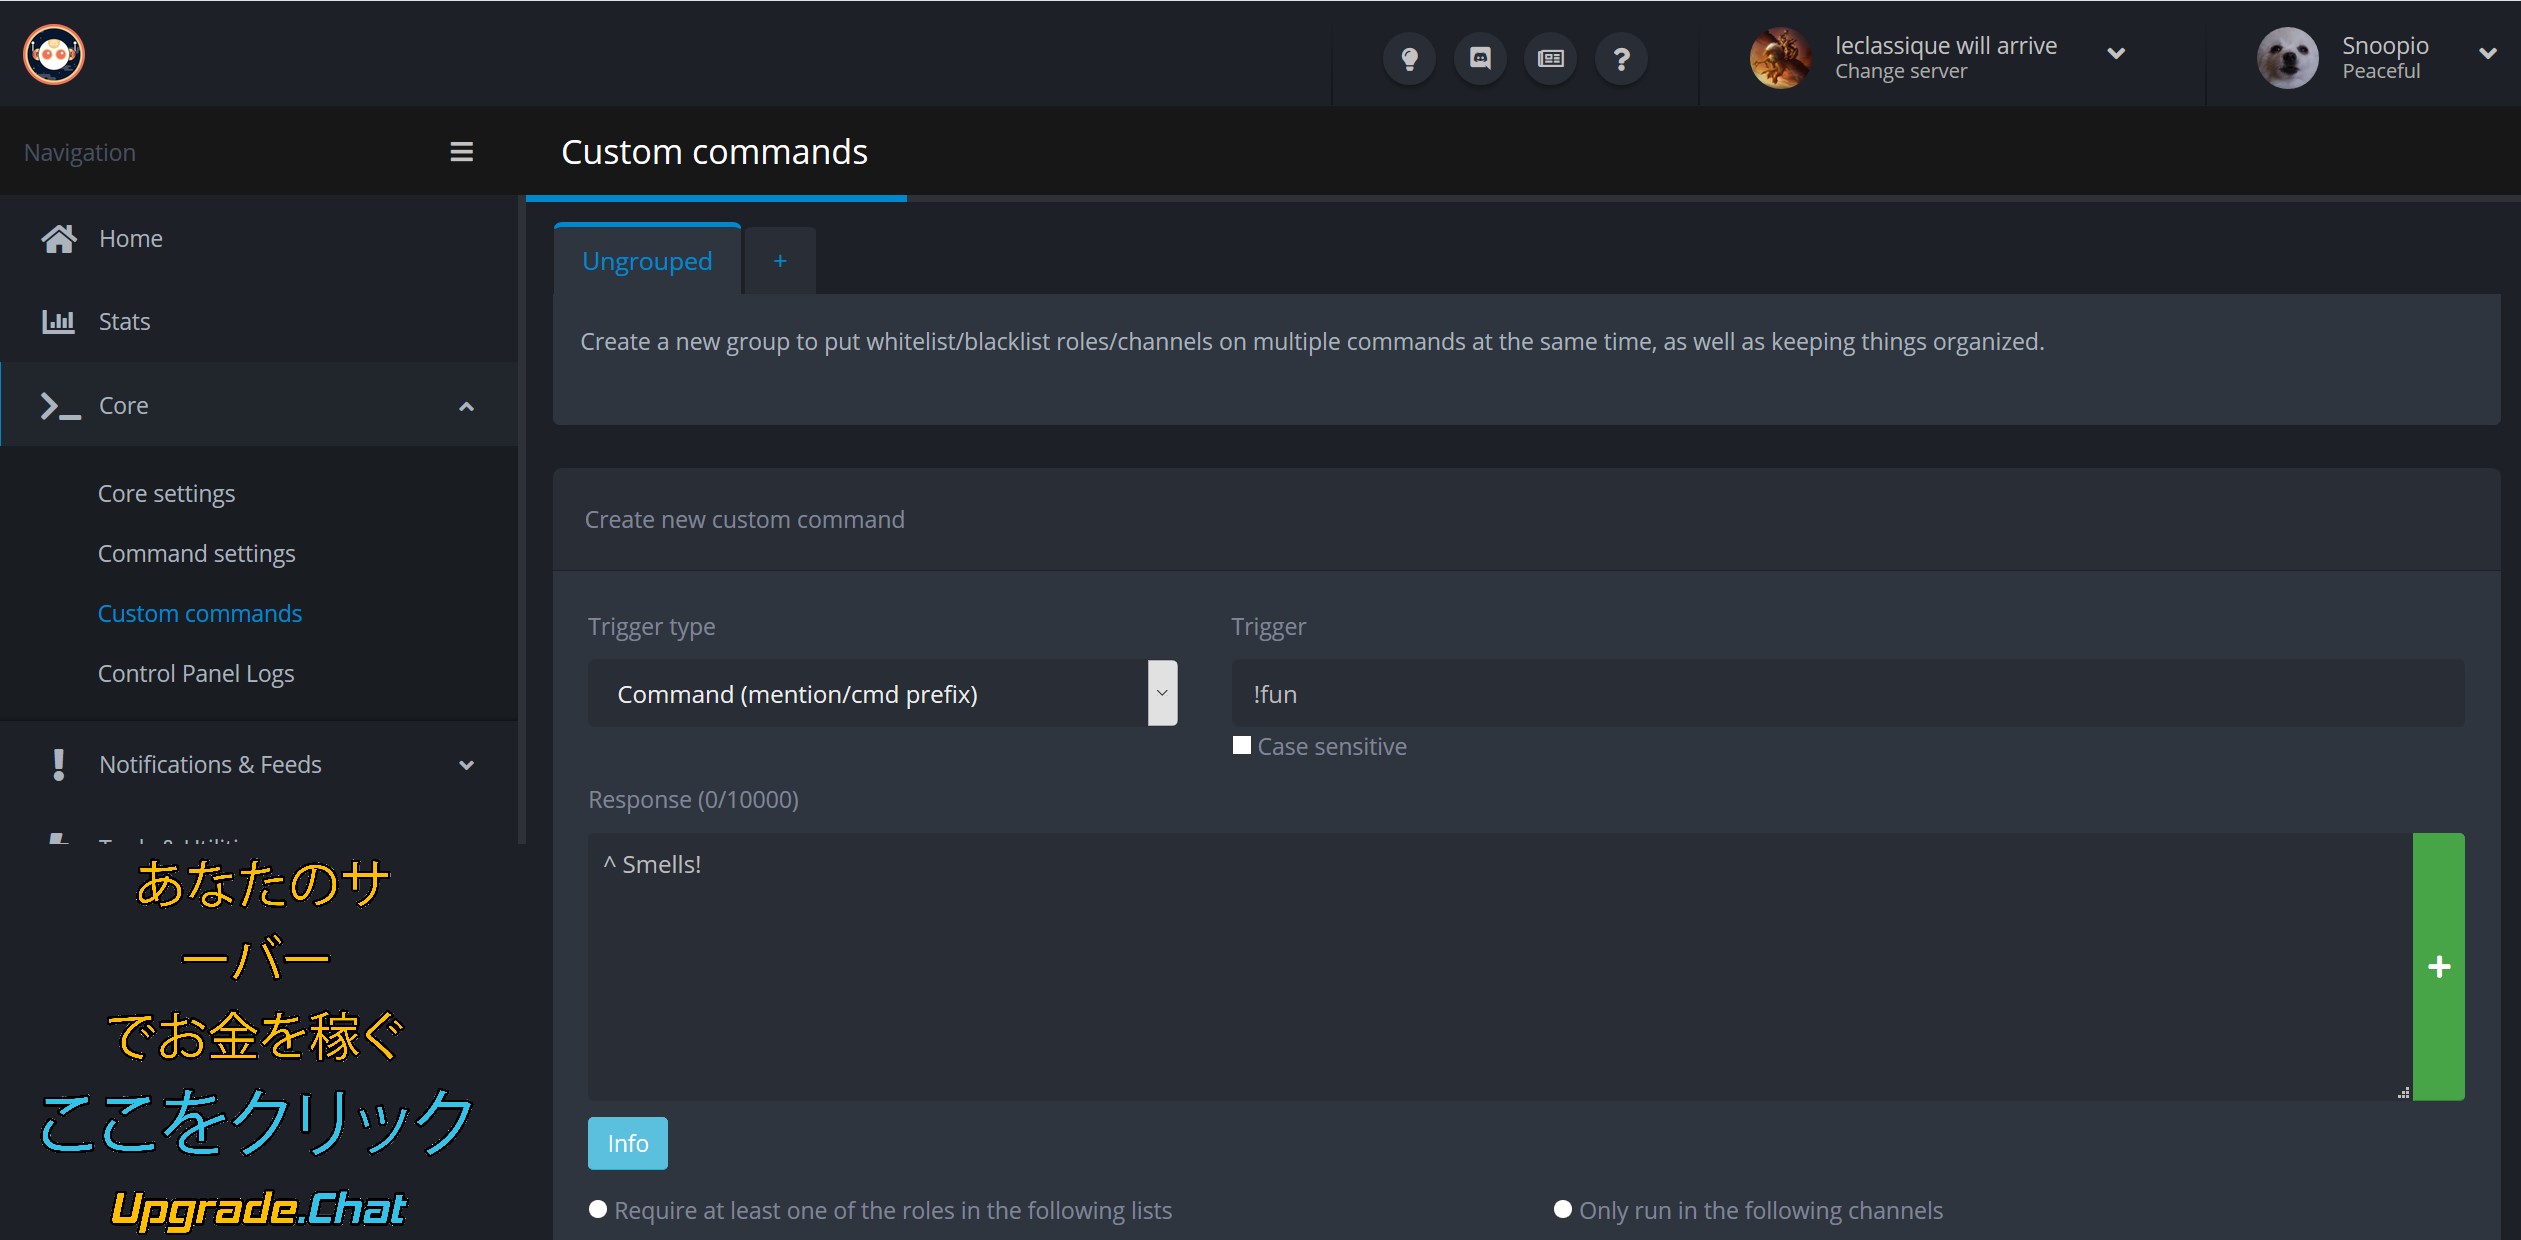 leclassique will arrive
Change server
Snoopio
Peaceful
Navigation
Custom commands
Home
Stats
Core
Core settings
Command settings
Custom commands
Control Panel Logs
Notifications & Feeds
Tools & Utilities
あなたのサ
ーバー
でお金を稼ぐ
ここをクリック
Upgrade.Chat
Ungrouped
+
Create a new group to put whitelist/blacklist roles/channels on multiple commands at the same time, as well as keeping things organized.
Create new custom command
Trigger type
Trigger
Command (mention/cmd prefix)
!fun
Case sensitive
Response (0/10000)
^ Smells!
+
Info
Require at least one of the roles in the following lists
Only run in the following channels